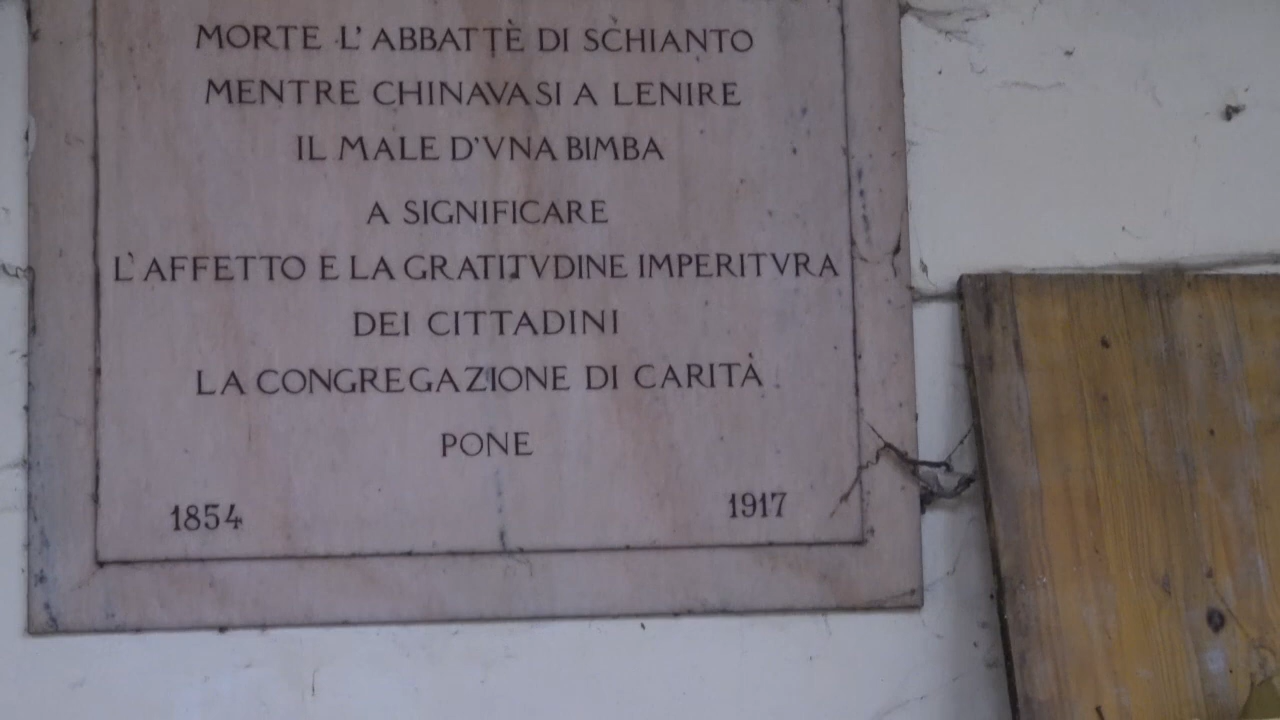 MORTE L'ABBATTÈ DI SCHIANTO
MENTRE CHINAVASI A LENIRE
IL MALE D'VNA BIMBA
A SIGNIFICARE
L'AFFETTO E LA GRATITVDINE IMPERITVRA
DEI CITTADINI
LA CONGREGAZIONE DI CARITÀ
PONE
1854 1917